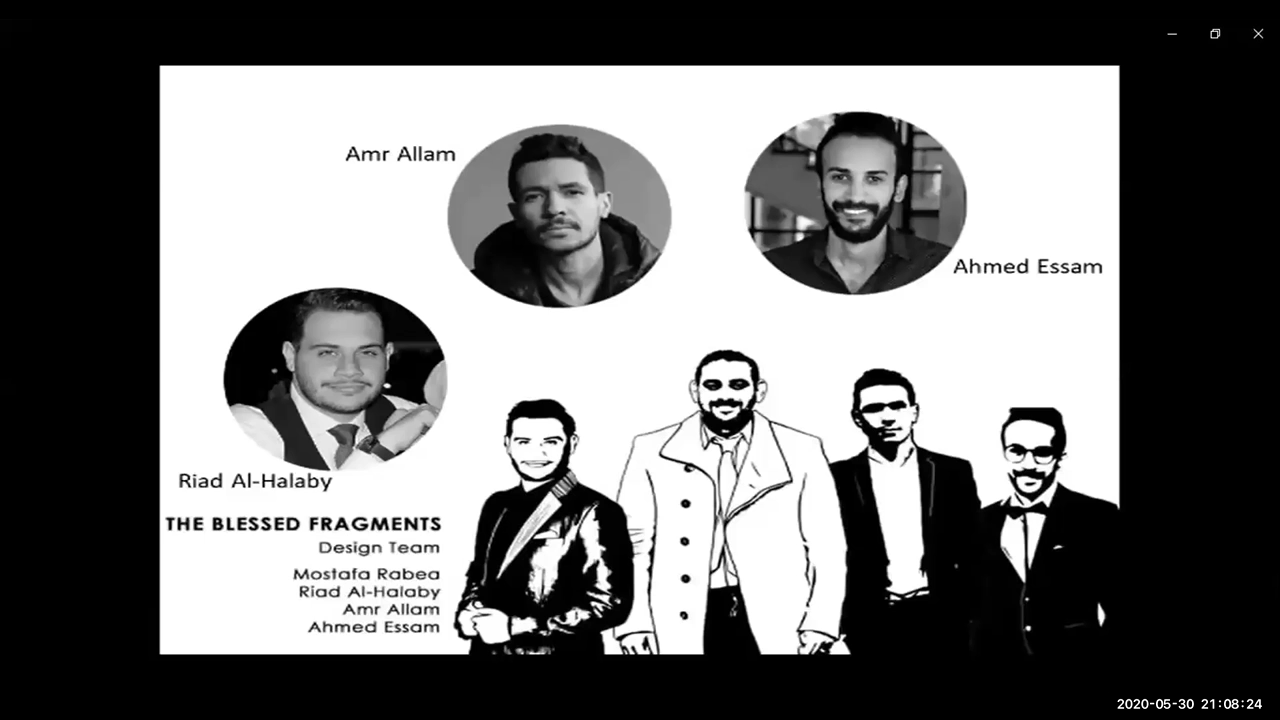 Amr Allam
Ahmed Essam
Riad Al-Halaby
THE BLESSED FRAGMENTS
Design Team
Mostafa Rabea
Riad Al-Halaby
Amr Allam
Ahmed Essam
2020-05-30 21:08:24